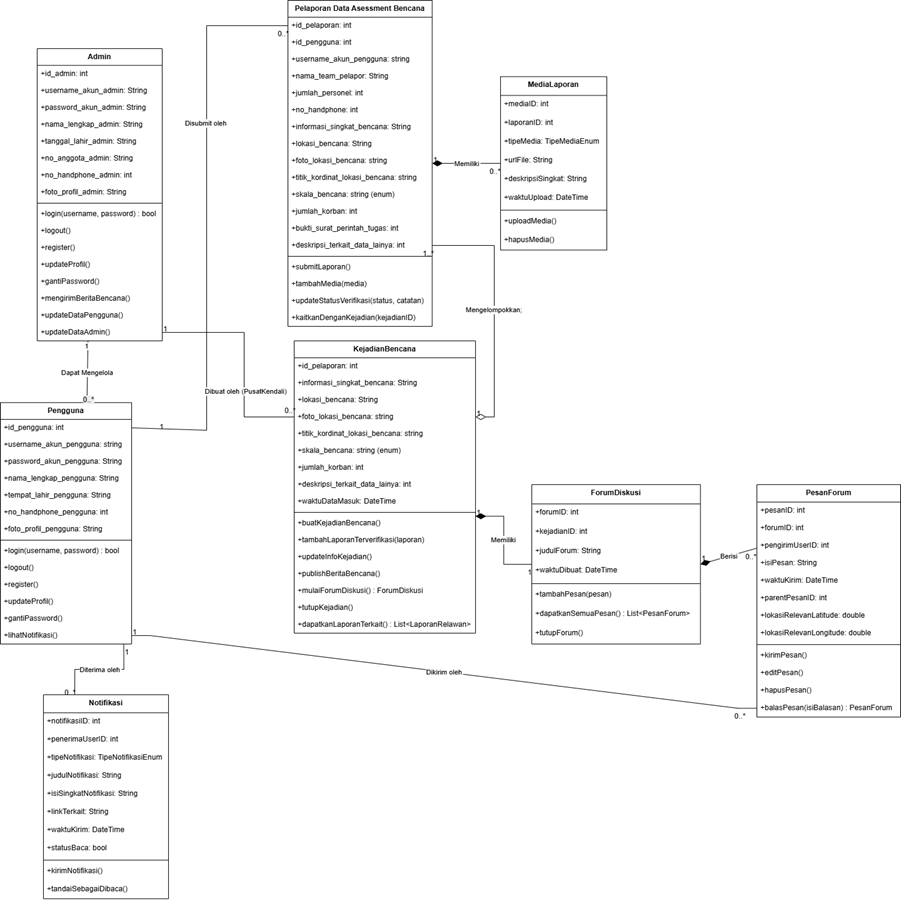 Pelaporan Data Asessment Bencana
+id_pelaporan: int
+id_pengguna: int
+username_akun_pengguna: string
+nama_team_pelapor: String
+jumlah_personel: int
+no_handphone: int
+informasi_singkat_bencana: String
+lokasi_bencana: String
+foto_lokasi_bencana: string
+titik_kordinat_lokasi_bencana: string
+skala_bencana: string (enum)
+jumlah_korban: int
+bukti_surat_perintah_tugas: int
+deskripsi_terkait_data_lainya: int
+submitLaporan()
+tambahMedia(media)
+updateStatusVerifikasi(status, catatan)
+kaitkanDenganKejadian(kejadianID)
Admin
+id_admin: int
+username_akun_admin: String
+password_akun_admin: String
+nama_lengkap_admin: String
+tanggal_lahir_admin: String
+no_anggota_admin: String
+no_handphone_admin: int
+foto_profil_admin: String
+login(username, password) : bool
+logout()
+register()
+updateProfil()
+gantiPassword()
+mengirimBeritaBencana()
+updateDataPengguna()
+updateDataAdmin()
MediaLaporan
+mediaID: int
+laporanID: int
+tipeMedia: TipeMediaEnum
+urlFile: String
+deskripsiSingkat: String
+waktuUpload: DateTime
+uploadMedia()
+hapusMedia()
0..*
Disubmit oleh
1
Memiliki
0..*
1..*
Mengelompokkan;
1
1
Dapat Mengelola
0..*
1
Dibuat oleh (PusatKendali)
0..*
1
KejadianBencana
+id_pelaporan: int
+informasi_singkat_bencana: String
+lokasi_bencana: String
+foto_lokasi_bencana: string
+titik_kordinat_lokasi_bencana: string
+skala_bencana: string (enum)
+jumlah_korban: int
+deskripsi_terkait_data_lainya: int
+waktuDataMasuk: DateTime
+buatKejadianBencana()
+tambahLaporanTerverifikasi(laporan)
+updateInfoKejadian()
+publishBeritaBencana()
+mulaiForumDiskusi() : ForumDiskusi
+tutupKejadian()
+dapatkanLaporanTerkait() : List<LaporanRelawan>
Pengguna
+id_pengguna: int
+username_akun_pengguna: string
+password_akun_pengguna: String
+nama_lengkap_pengguna: String
+tempat_lahir_pengguna: String
+no_handphone_pengguna: int
+foto_profil_pengguna: String
+login(username, password) : bool
+logout()
+register()
+updateProfil()
+gantiPassword()
+lihatNotifikasi()
1
Memiliki
1
ForumDiskusi
+forumID: int
+kejadianID: int
+judulForum: String
+waktuDibuat: DateTime
+tambahPesan(pesan)
+dapatkanSemuaPesan() : List<PesanForum>
+tutupForum()
1
Berisi
0..*
PesanForum
+pesanID: int
+forumID: int
+pengirimUserID: int
+isiPesan: String
+waktuKirim: DateTime
+parentPesanID: int
+lokasiRelevanLatitude: double
+lokasiRelevanLongitude: double
+kirimPesan()
+editPesan()
+hapusPesan()
+balasPesan(isiBalasan) : PesanForum
1
Dikirim oleh
0..*
1
Diterima oleh
Notifikasi
+notifikasiID: int
+penerimaUserID: int
+tipeNotifikasi: TipeNotifikasiEnum
+judulNotifikasi: String
+isiSingkatNotifikasi: String
+linkTerkait: String
+waktuKirim: DateTime
+statusBaca: bool
+kirimNotifikasi()
+tandaiSebagaiDibaca()